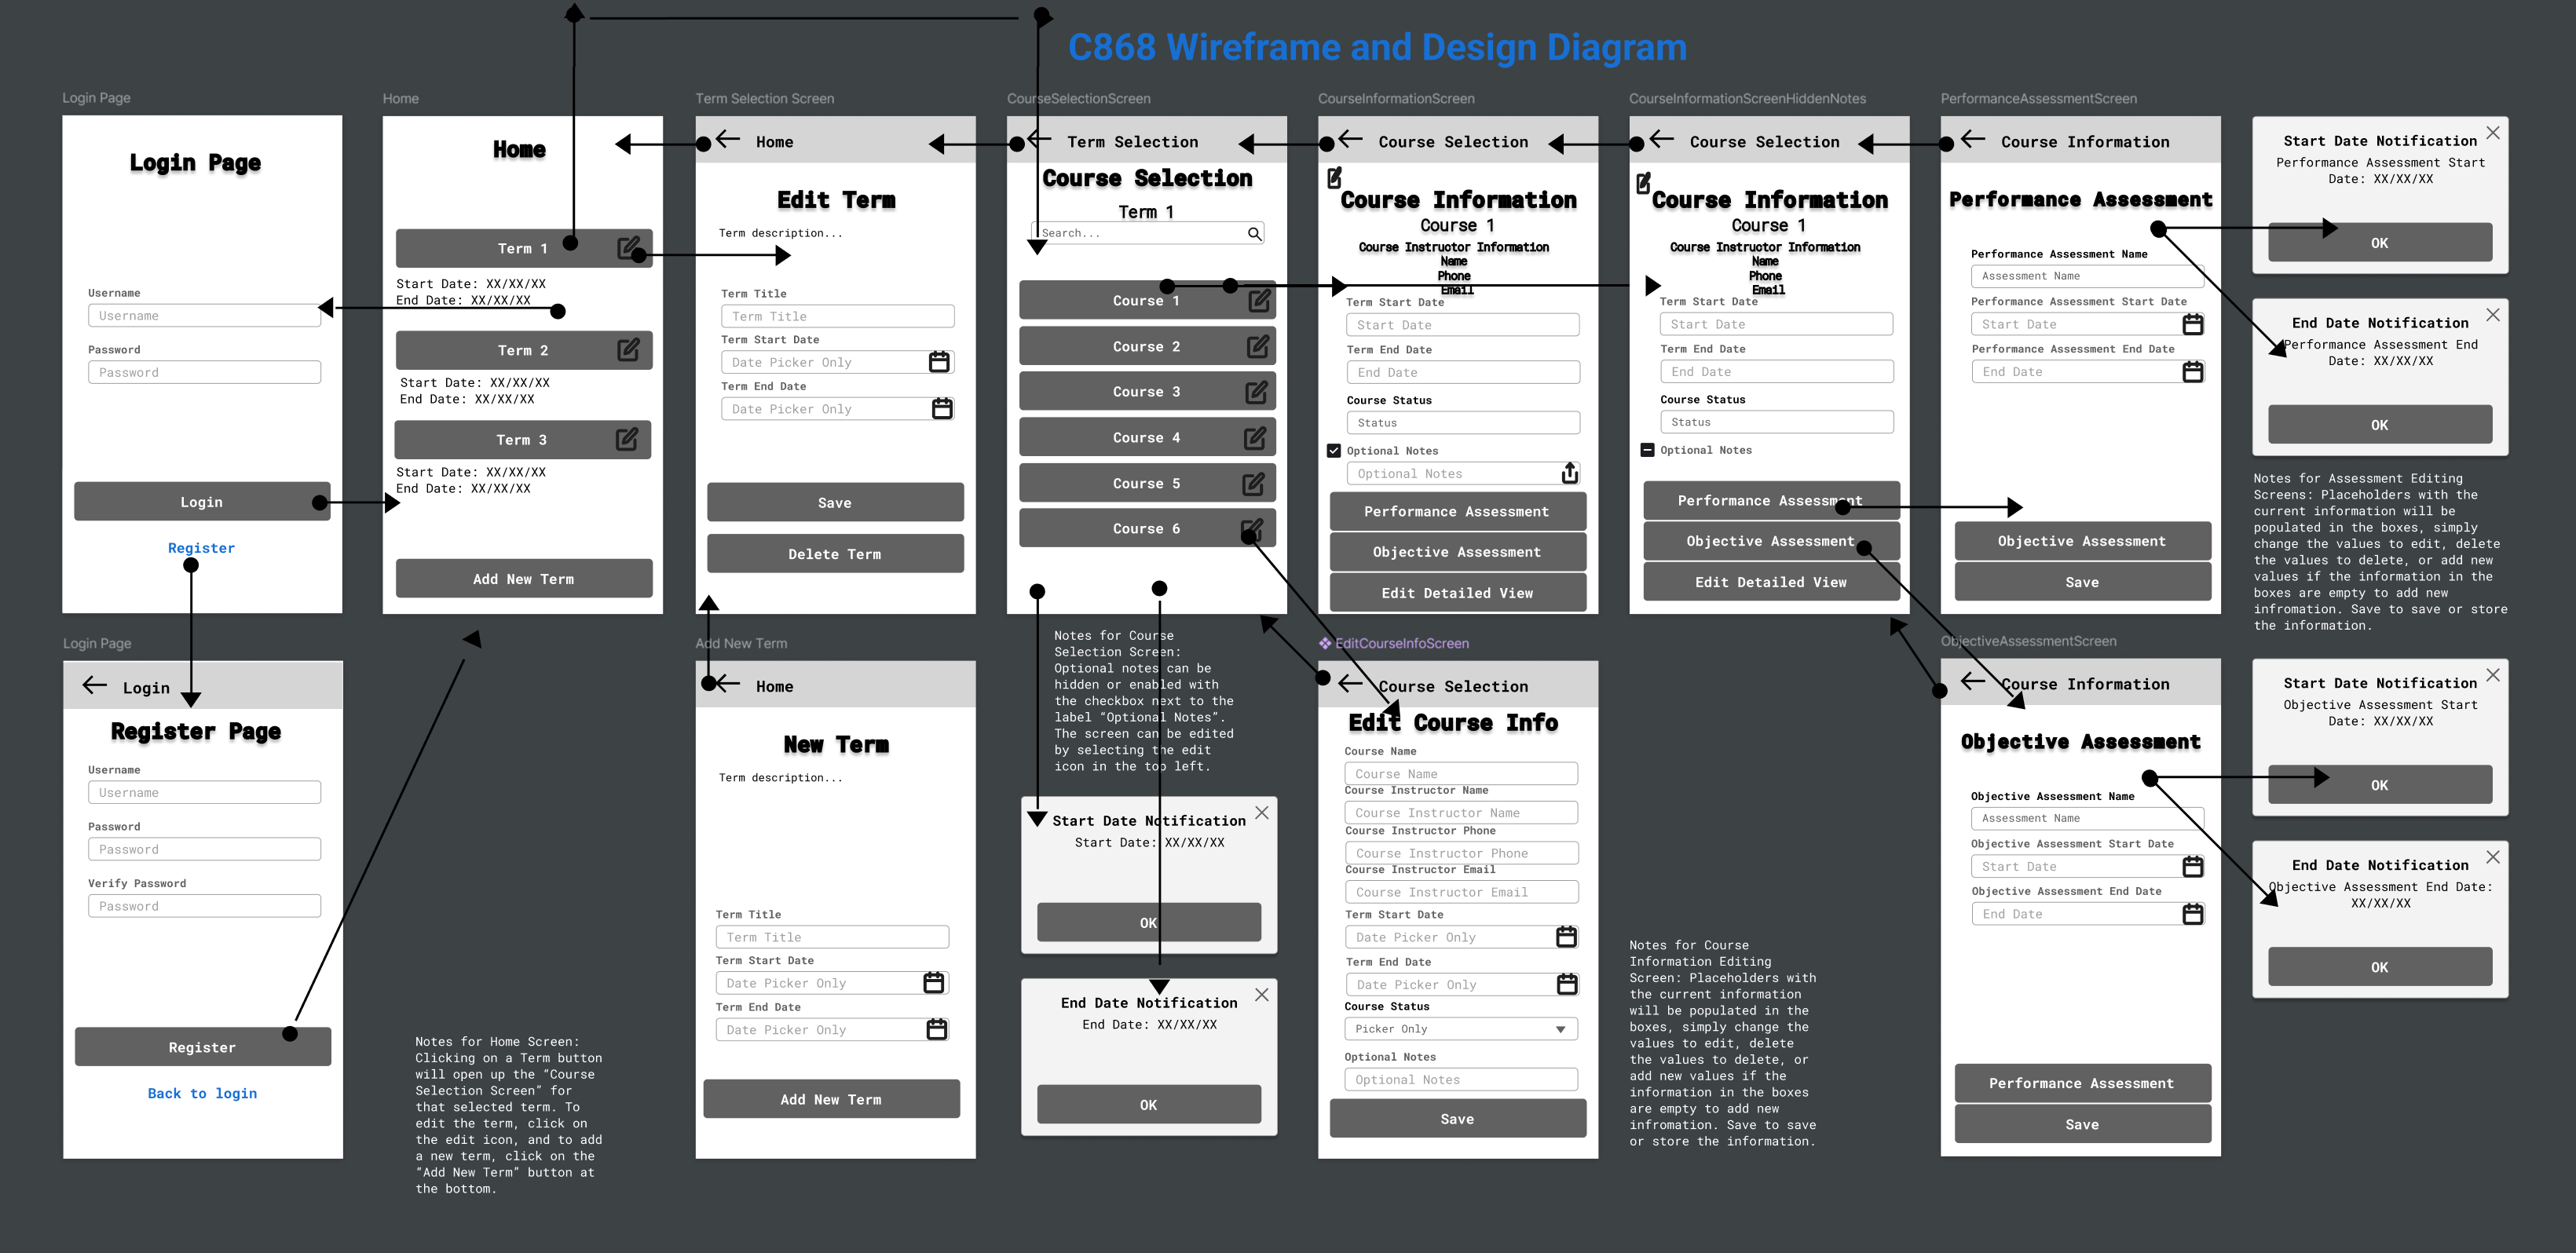 C868 Wireframe and Design Diagram
Login Page
Login Page
Username
Username
Password
Password
Login
Register
Home
Home
Term 1
Start Date: XX/XX/XX
End Date: XX/XX/XX
Term 2
Start Date: XX/XX/XX
End Date: XX/XX/XX
Term 3
Start Date: XX/XX/XX
End Date: XX/XX/XX
Add New Term
Term Selection Screen
Home
Edit Term
Term description...
Term Title
Term Title
Term Start Date
Date Picker Only
Term End Date
Date Picker Only
Save
Delete Term
CourseSelectionScreen
Term Selection
Course Selection
Term 1
Search...
Course 1
Course 2
Course 3
Course 4
Course 5
Course 6
CourseInformationScreen
Course Selection
Course Information
Course 1
Course Instructor Information
Name
Phone
Email
Term Start Date
Start Date
Term End Date
End Date
Course Status
Status
Optional Notes
Optional Notes
Performance Assessment
Objective Assessment
Edit Detailed View
CourseInformationScreenHiddenNotes
Course Selection
Course Information
Course 1
Course Instructor Information
Name
Phone
Email
Term Start Date
Start Date
Term End Date
End Date
Course Status
Status
Optional Notes
Performance Assessment
Objective Assessment
Edit Detailed View
PerformanceAssessmentScreen
Course Information
Performance Assessment
Performance Assessment Name
Assessment Name
Performance Assessment Start Date
Start Date
Performance Assessment End Date
End Date
Objective Assessment
Save
Start Date Notification
Performance Assessment Start
Date: XX/XX/XX
OK
End Date Notification
Performance Assessment End
Date: XX/XX/XX
OK
Notes for Assessment Editing
Screens: Placeholders with the
current information will be
populated in the boxes, simply
change the values to edit, delete
the values to delete, or add new
values if the information in the
boxes are empty to add new
infromation. Save to save or store
the information.
Login Page
Login
Register Page
Username
Username
Password
Password
Verify Password
Password
Register
Back to login
Notes for Home Screen:
Clicking on a Term button
will open up the “Course
Selection Screen” for
that selected term. To
edit the term, click on
the edit icon, and to add
a new term, click on the
“Add New Term” button at
the bottom.
Add New Term
Home
New Term
Term description...
Term Title
Term Title
Term Start Date
Date Picker Only
Term End Date
Date Picker Only
Add New Term
Notes for Course
Selection Screen:
Optional notes can be
hidden or enabled with
the checkbox next to the
label “Optional Notes”.
The screen can be edited
by selecting the edit
icon in the top left.
Start Date Notification
Start Date: XX/XX/XX
OK
End Date Notification
End Date: XX/XX/XX
OK
EditCourseInfoScreen
Course Selection
Edit Course Info
Course Name
Course Name
Course Instructor Name
Course Instructor Name
Course Instructor Phone
Course Instructor Phone
Course Instructor Email
Course Instructor Email
Term Start Date
Date Picker Only
Term End Date
Date Picker Only
Course Status
Picker Only
Optional Notes
Optional Notes
Save
Notes for Course
Information Editing
Screen: Placeholders with
the current information
will be populated in the
boxes, simply change the
values to edit, delete
the values to delete, or
add new values if the
information in the boxes
are empty to add new
infromation. Save to save
or store the information.
ObjectiveAssessmentScreen
Course Information
Objective Assessment
Objective Assessment Name
Assessment Name
Objective Assessment Start Date
Start Date
Objective Assessment End Date
End Date
Performance Assessment
Save
Start Date Notification
Objective Assessment Start
Date: XX/XX/XX
OK
End Date Notification
Objective Assessment End Date:
XX/XX/XX
OK